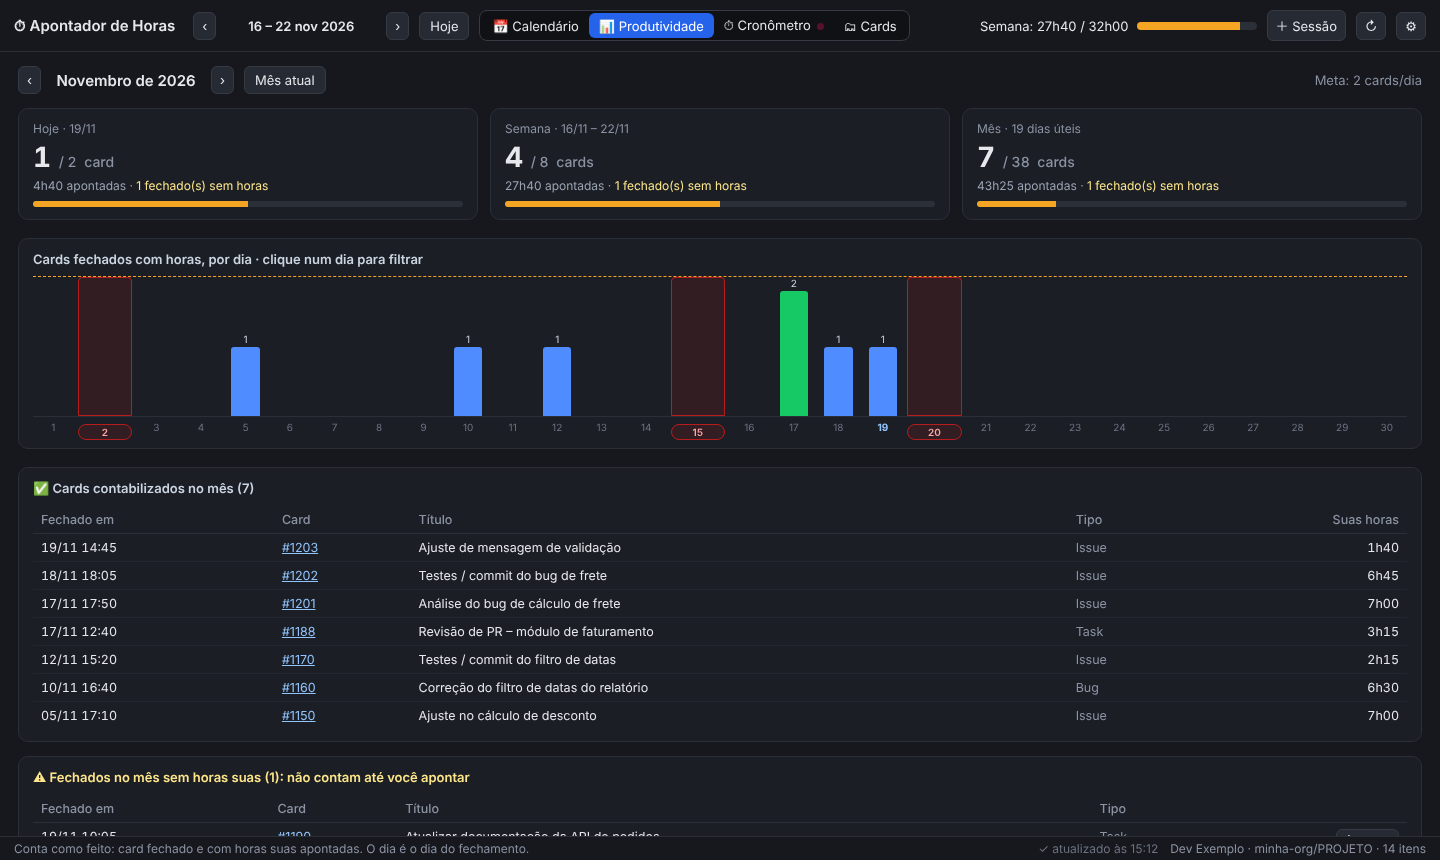 ⏱ Apontador de Horas ‹ 16 – 22 nov 2026 › Hoje 📅 Calendário 📊 Produtividade ⏱ Cronômetro 🗂 Cards Semana: 27h40 / 32h00 + Sessão ↻ ⚙
‹ Novembro de 2026 › Mês atual Meta: 2 cards/dia
Hoje · 19/11
1 / 2 card
4h40 apontadas · 1 fechado(s) sem horas
Semana · 16/11 – 22/11
4 / 8 cards
27h40 apontadas · 1 fechado(s) sem horas
Mês · 19 dias úteis
7 / 38 cards
43h25 apontadas · 1 fechado(s) sem horas
Cards fechados com horas, por dia · clique num dia para filtrar
1 1 1 2 1 1
1 2 3 4 5 6 7 8 9 10 11 12 13 14 15 16 17 18 19 20 21 22 23 24 25 26 27 28 29 30
✅ Cards contabilizados no mês (7)
Fechado em Card Título Tipo Suas horas
19/11 14:45 #1203 Ajuste de mensagem de validação Issue 1h40
18/11 18:05 #1202 Testes / commit do bug de frete Issue 6h45
17/11 17:50 #1201 Análise do bug de cálculo de frete Issue 7h00
17/11 12:40 #1188 Revisão de PR – módulo de faturamento Task 3h15
12/11 15:20 #1170 Testes / commit do filtro de datas Issue 2h15
10/11 16:40 #1160 Correção do filtro de datas do relatório Bug 6h30
05/11 17:10 #1150 Ajuste no cálculo de desconto Issue 7h00
⚠ Fechados no mês sem horas suas (1): não contam até você apontar
Fechado em Card Título Tipo
19/11 10:05 #1190 Atualizar documentação da API de pedidos Task
Conta como feito: card fechado e com horas suas apontadas. O dia é o dia do fechamento. ✓ atualizado às 15:12 Dev Exemplo · minha-org/PROJETO · 14 itens